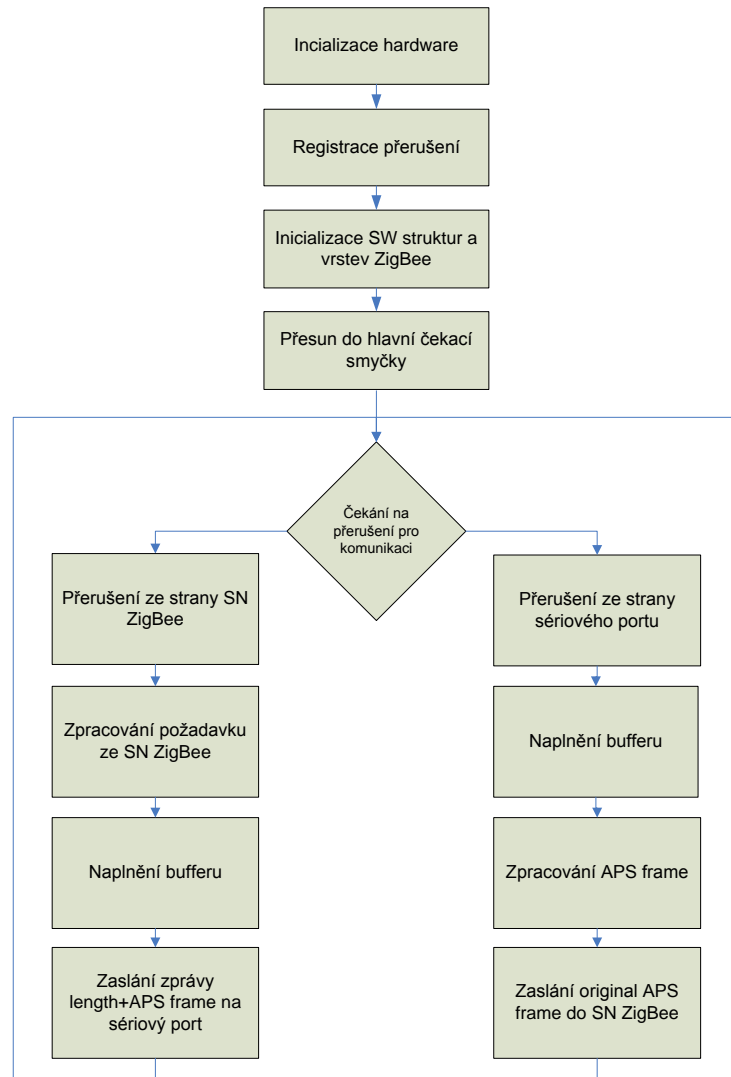 Incializace hardware
Registrace přerušení
Inicializace SW struktur a
vrstev ZigBee
Přesun do hlavní čekací
smyčky
Čekání na
přerušení pro
komunikaci
Přerušení ze strany SN
ZigBee
Zpracování požadavku
ze SN ZigBee
Naplnění bufferu
Zaslání zprávy
length+APS frame na
sériový port
Přerušení ze strany
sériového portu
Naplnění bufferu
Zpracování APS frame
Zaslání original APS
frame do SN ZigBee